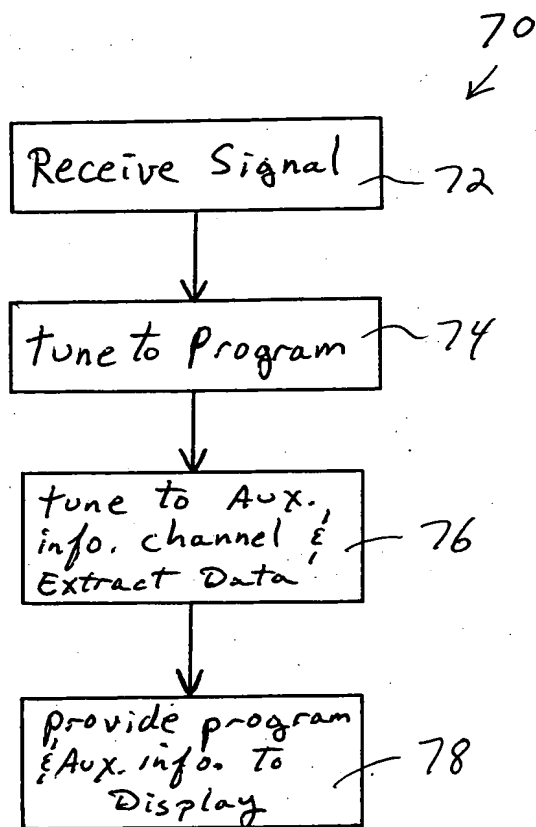 70
Receive Signal
72
tune to Program
74
tune to Aux.
info. channel &
Extract Data
76
provide program
& Aux. info. To
Display
78